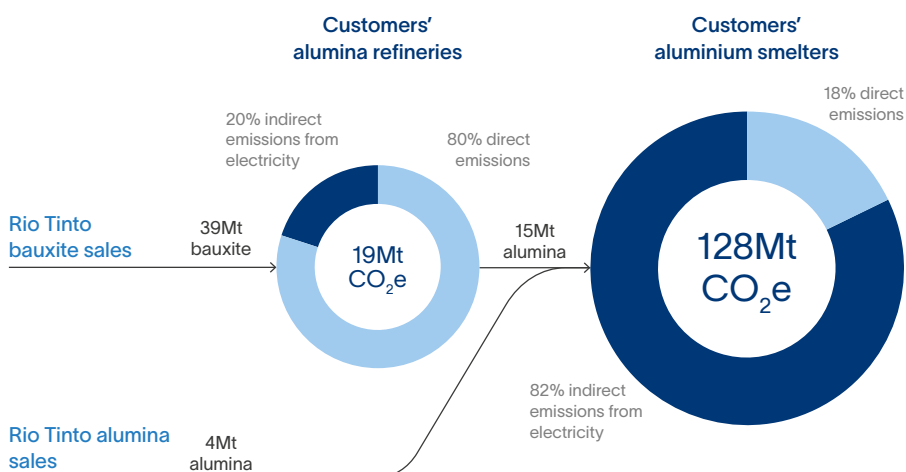 Customers'
alumina refineries
Customers'
aluminium smelters
20% indirect
emissions from
electricity
80% direct
emissions
18% direct
emissions
Rio Tinto
bauxite sales
39Mt
bauxite
19Mt
CO₂e
15Mt
alumina
128Mt
CO₂e
82% indirect
emissions from
electricity
Rio Tinto alumina
sales
4Mt
alumina